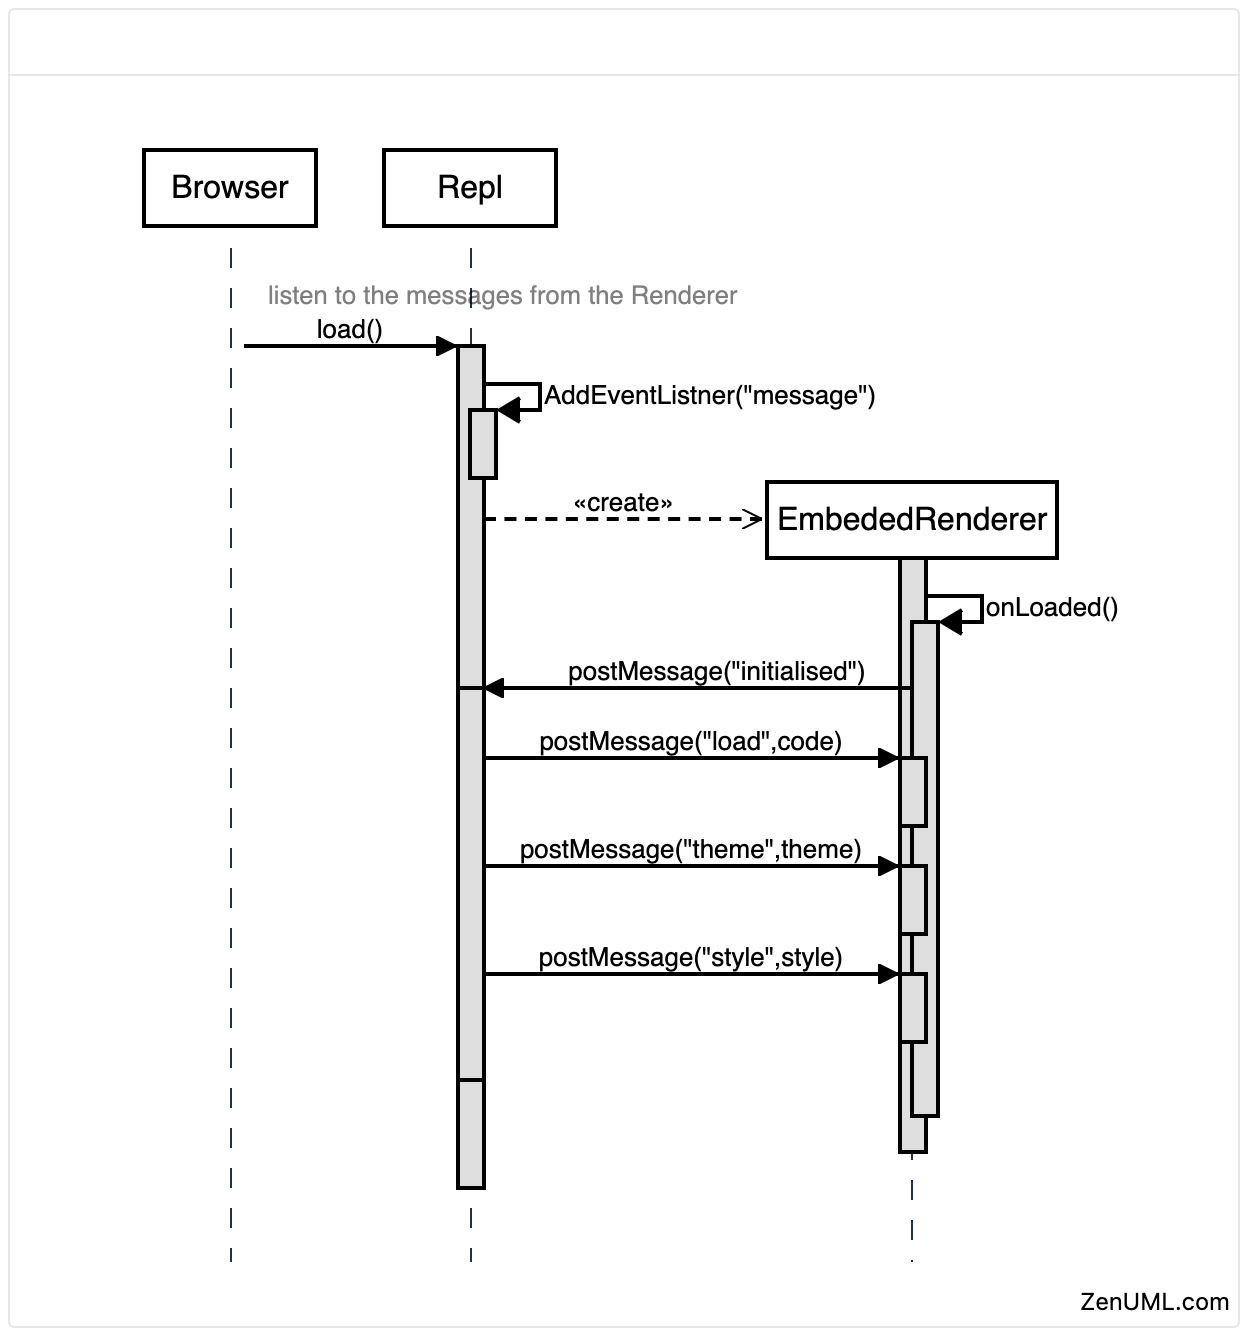 Browser
Repl
listen to the messages from the Renderer
load()
AddEventListner("message")
«create»
EmbededRenderer
onLoaded()
postMessage("initialised")
postMessage("load",code)
postMessage("theme",theme)
postMessage("style",style)
ZenUML.com